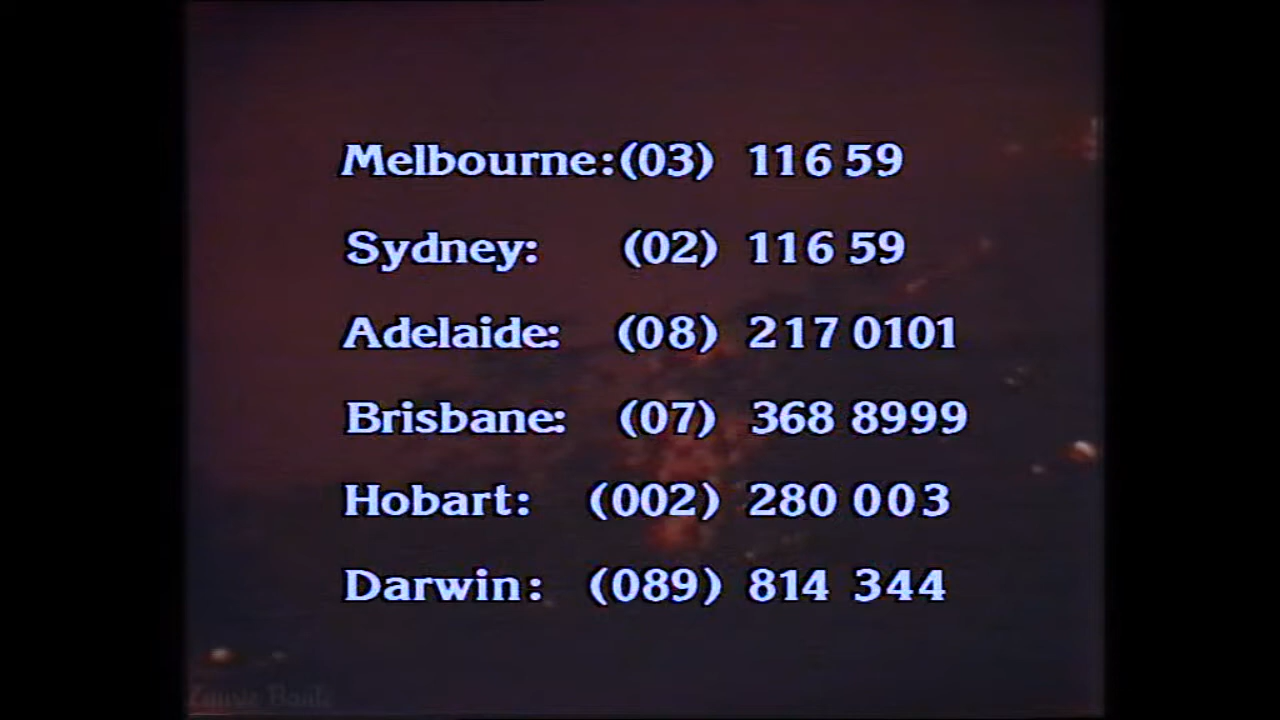 Melbourne: (03) 116 59
Sydney: (02) 116 59
Adelaide: (08) 217 0101
Brisbane: (07) 368 8999
Hobart: (002) 280 003
Darwin: (089) 814 344